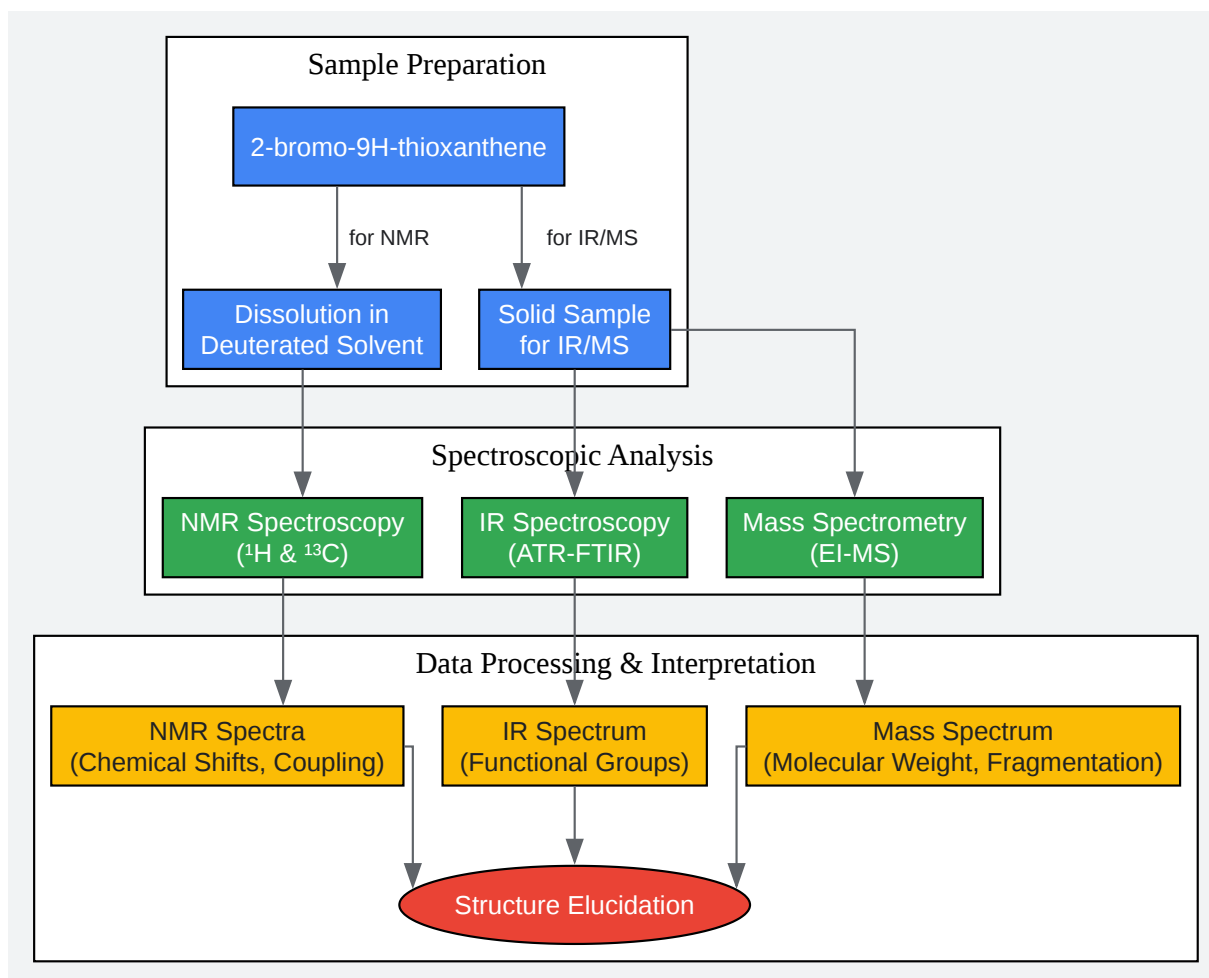 Sample Preparation
2-bromo-9H-thioxanthene
for NMR
for IR/MS
Dissolution in
Deuterated Solvent
Solid Sample
for IR/MS
Spectroscopic Analysis
NMR Spectroscopy
(¹H & ¹³C)
IR Spectroscopy
(ATR-FTIR)
Mass Spectrometry
(EI-MS)
Data Processing & Interpretation
NMR Spectra
(Chemical Shifts, Coupling)
IR Spectrum
(Functional Groups)
Mass Spectrum
(Molecular Weight, Fragmentation)
Structure Elucidation